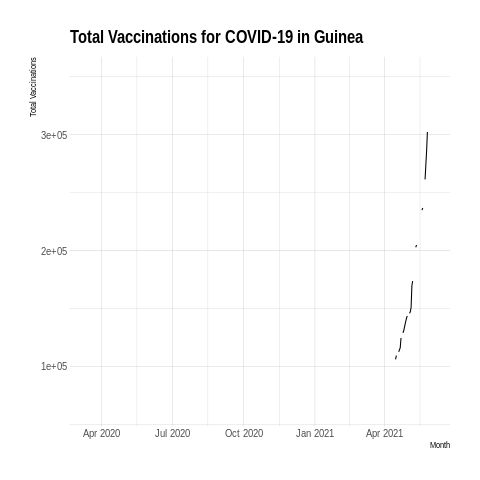 Total Vaccinations for COVID-19 in Guinea
Total Vaccinations
3e+05
2e+05
1e+05
Apr 2020 Jul 2020 Oct 2020 Jan 2021 Apr 2021
Month